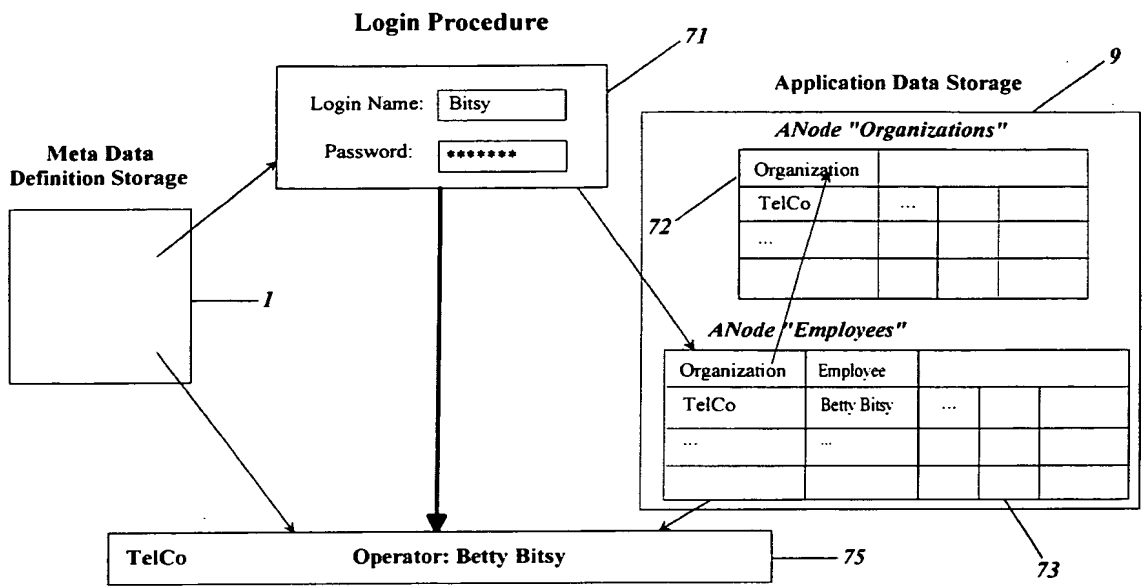 Login Procedure
71
Login Name: Bitsy
Password: *******
Meta Data
Definition Storage
1
9
Application Data Storage
ANode "Organizations"
Organization
TelCo ...
...
72
ANode "Employees"
Organization Employee
TelCo Betty Bitsy ...
... ...
73
TelCo Operator: Betty Bitsy
75